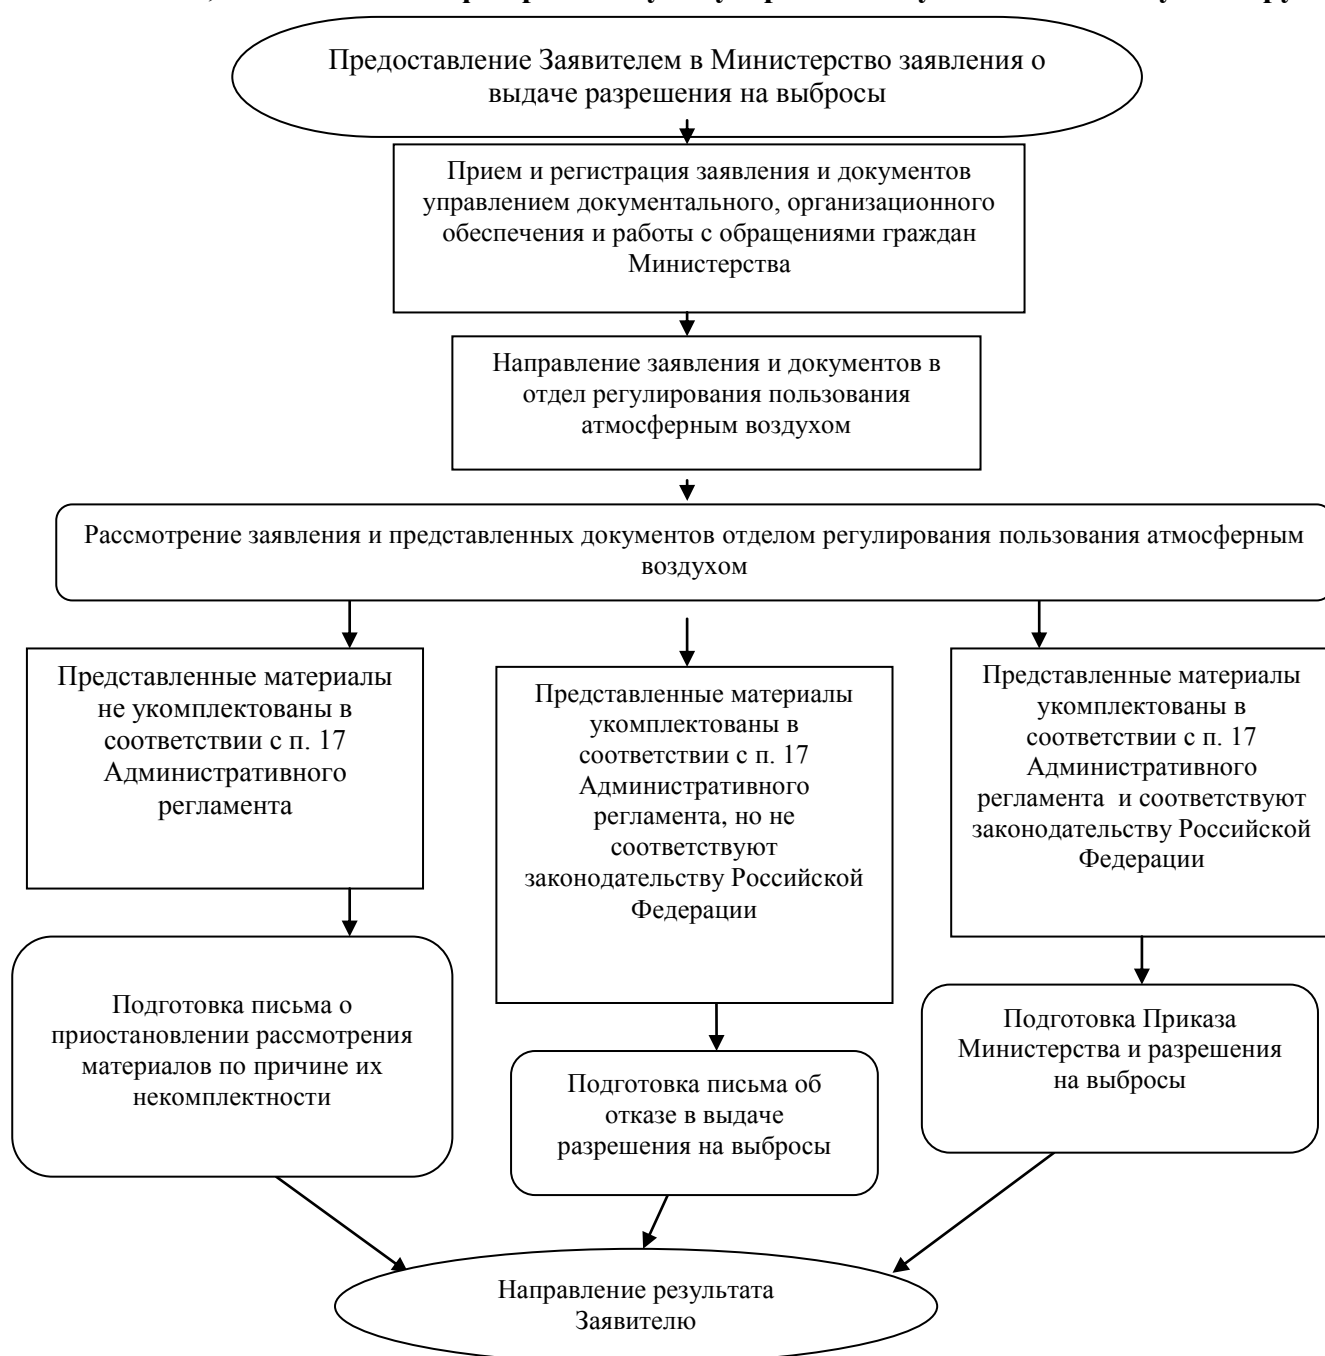 Предоставление Заявителем в Министерство заявления о
выдаче разрешения на выбросы
Прием и регистрация заявления и документов
управлением документального, организационного
обеспечения и работы с обращениями граждан
Министерства
Направление заявления и документов в
отдел регулирования пользования
атмосферным воздухом
Рассмотрение заявления и представленных документов отделом регулирования пользования атмосферным
воздухом
Представленные материалы
не укомплектованы в
соответствии с п. 17
Административного
регламента
Представленные материалы
укомплектованы в
соответствии с п. 17
Административного
регламента, но не
соответствуют
законодательству Российской
Федерации
Представленные материалы
укомплектованы в
соответствии с п. 17
Административного
регламента  и соответствуют
законодательству Российской
Федерации
Подготовка письма о
приостановлении рассмотрения
материалов по причине их
некомплектности
Подготовка письма об
отказе в выдаче
разрешения на выбросы
Подготовка Приказа
Министерства и разрешения
на выбросы
Направление результата
Заявителю